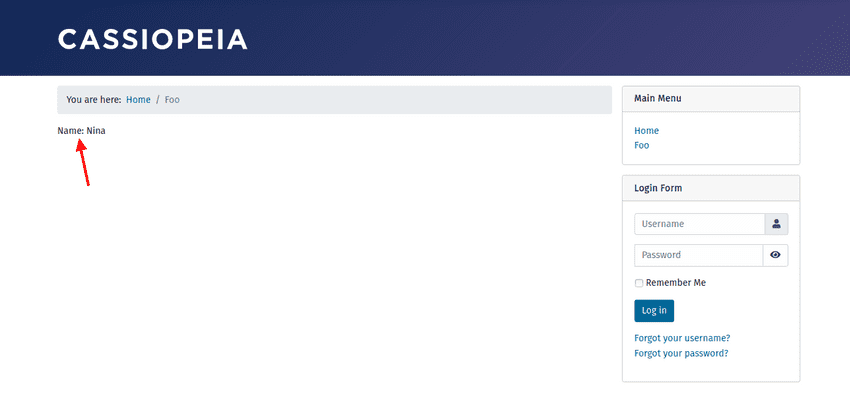 CASSIOPEIA
You are here: Home / Foo
Name: Nina
Main Menu
Home
Foo
Login Form
Username
Password
Remember Me
Log in
Forgot your username?
Forgot your password?